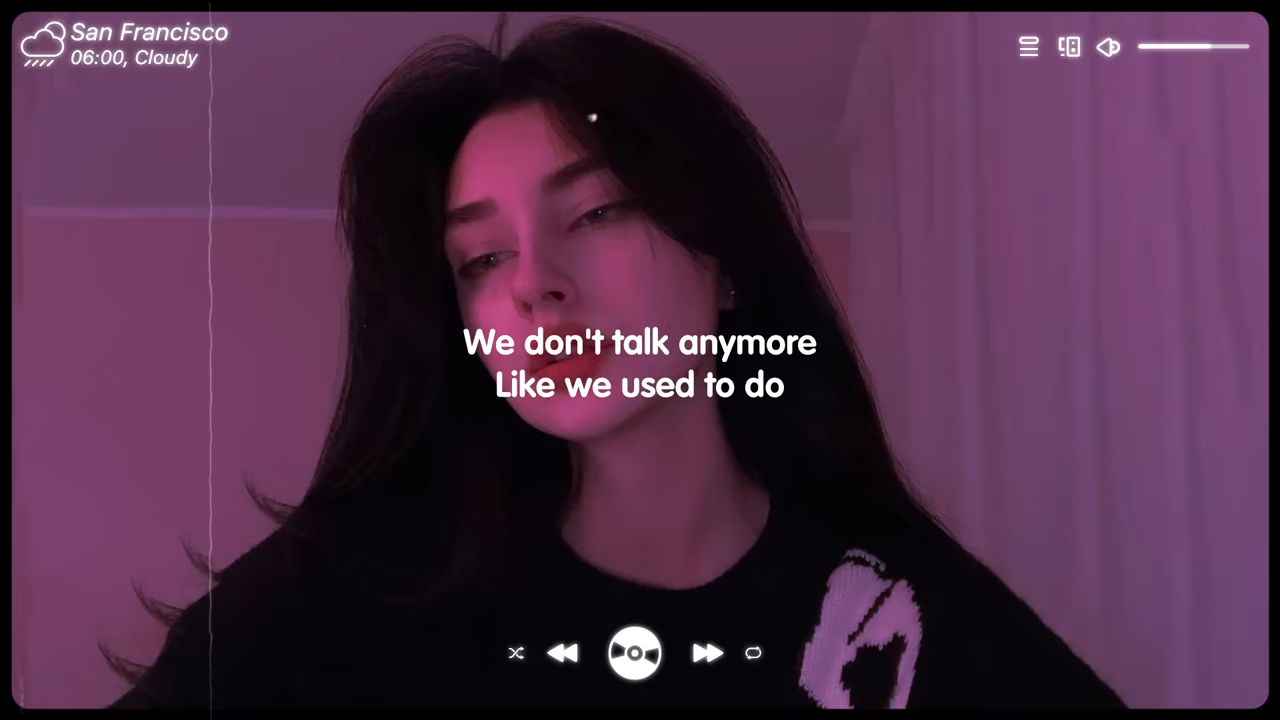 San Francisco
06:00, Cloudy
We don't talk anymore
Like we used to do